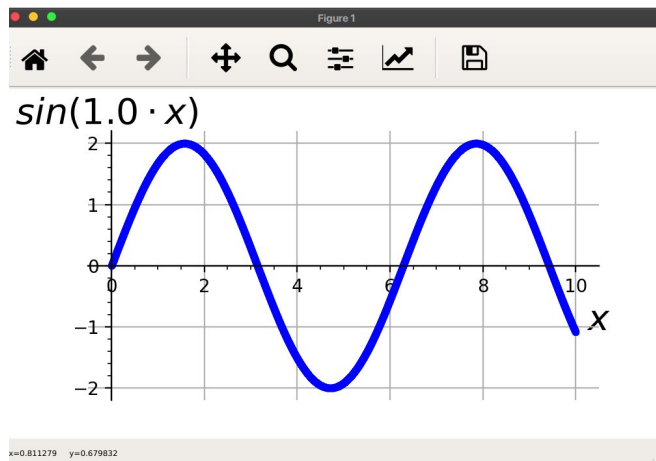 Figure 1
sin(1.0 · x)
2
1
0
0 2 4 6 8 10
x
−1
−2
x=0.811279 y=0.679832